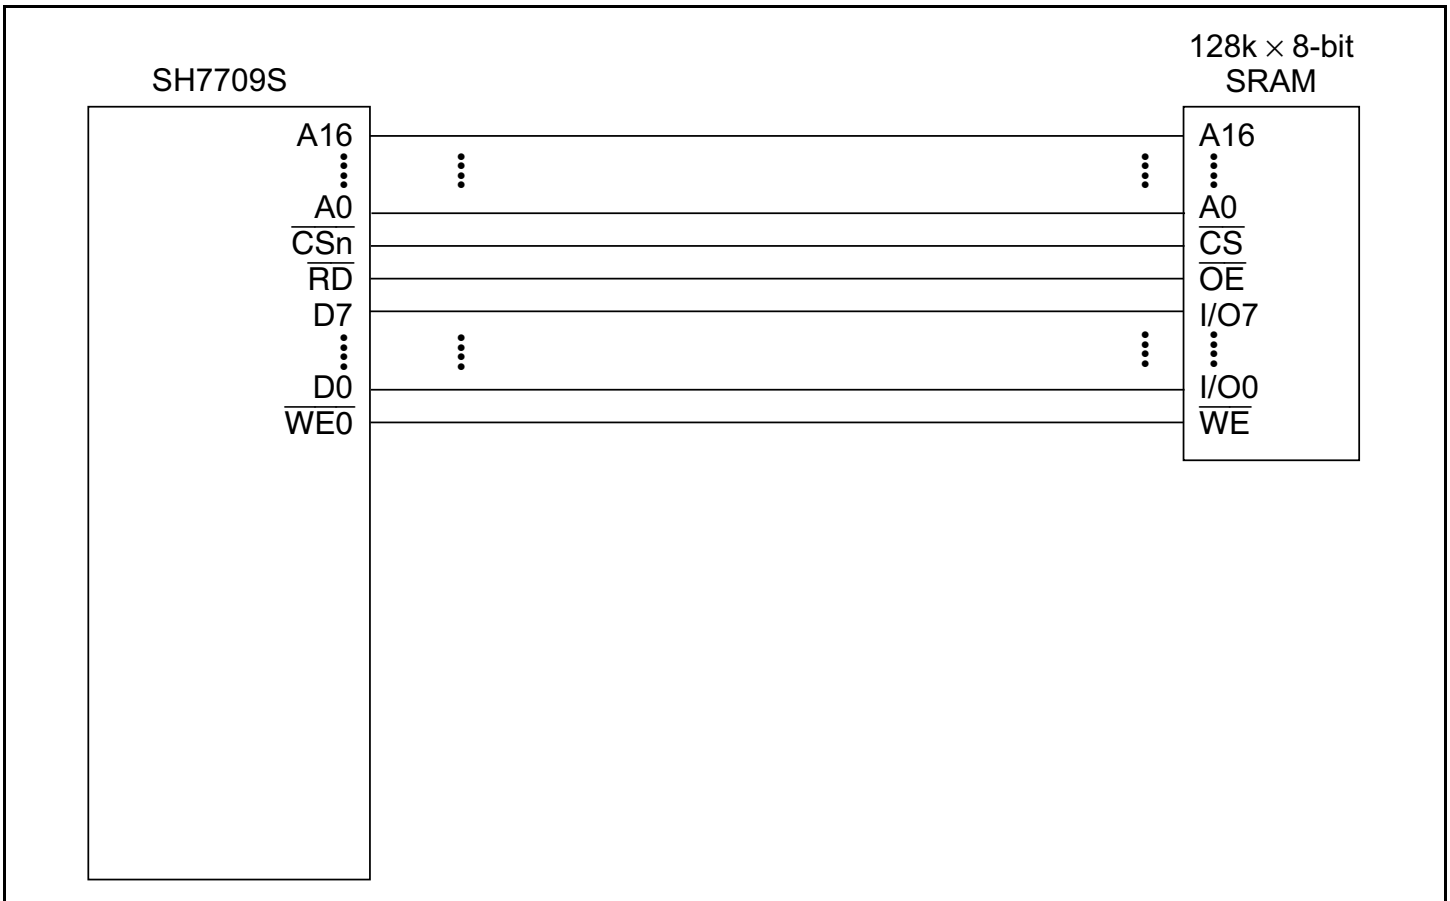 128k × 8-bit
SRAM
SH7709S
A16 A16
A0 A0
CSn CS
RD OE
D7 I/O7
D0 I/O0
WE0 WE